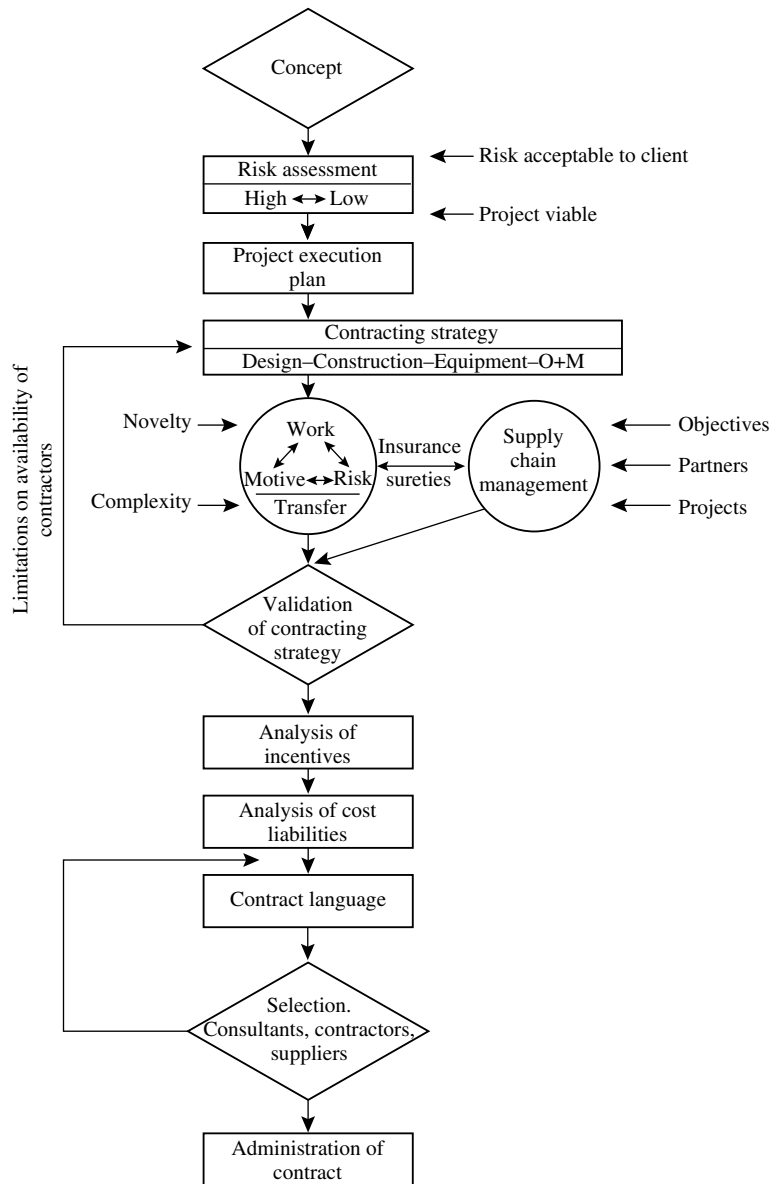 Concept
Risk assessment
High
Low
Risk acceptable to client
Project viable
Project execution
plan
Contracting strategy
Design–Construction–Equipment–O+M
Limitations on availability of
contractors
Novelty
Complexity
Work
Motive
Risk
Transfer
Insurance
sureties
Supply
chain
management
Objectives
Partners
Projects
Validation
of contracting
strategy
Analysis of
incentives
Analysis of cost
liabilities
Contract language
Selection.
Consultants, contractors,
suppliers
Administration of
contract